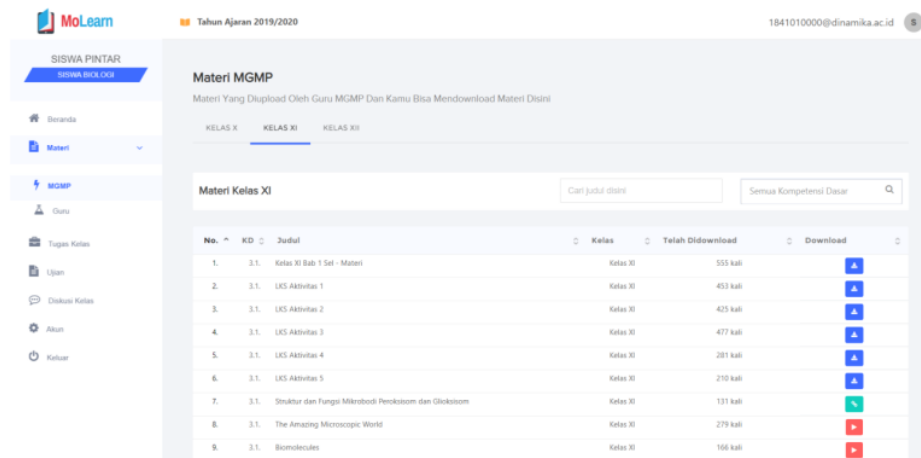 MoLearn
Tahun Ajaran 2019/2020
1841010000@dinamika.ac.id
S
SISWA PINTAR
SISWA BIOLOGI
Beranda
Materi
MGMP
Guru
Tugas Kelas
Ujian
Diskusi Kelas
Akun
Keluar
Materi MGMP
Materi Yang Diupload Oleh Guru MGMP Dan Kamu Bisa Mendownload Materi Disini
KELAS X KELAS XI KELAS XII
Materi Kelas XI
Cari judul disini
Semua Kompetensi Dasar
No. KD Judul Kelas Telah Didownload Download
1. 3.1. Kelas XI Bab 1 Sel - Materi Kelas XI 555 kali
2. 3.1. LKS Aktivitas 1 Kelas XI 453 kali
3. 3.1. LKS Aktivitas 2 Kelas XI 425 kali
4. 3.1. LKS Aktivitas 3 Kelas XI 477 kali
5. 3.1. LKS Aktivitas 4 Kelas XI 281 kali
6. 3.1. LKS Aktivitas 5 Kelas XI 210 kali
7. 3.1. Struktur dan Fungsi Mikrobodi Peroksisom dan Glioksisom Kelas XI 131 kali
8. 3.1. The Amazing Microscopic World Kelas XI 279 kali
9. 3.1. Biomolecules Kelas XI 166 kali